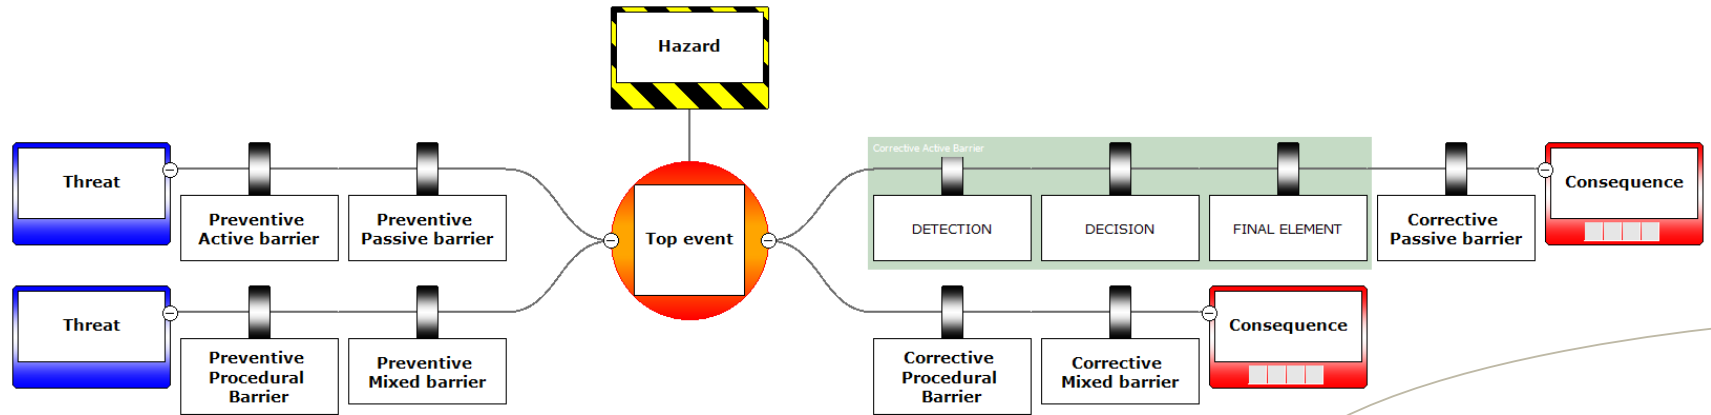 Hazard
Threat
Preventive
Active barrier
Preventive
Passive barrier
Top event
Corrective Active Barrier
DETECTION
DECISION
FINAL ELEMENT
Corrective
Passive barrier
Consequence
Threat
Preventive
Procedural
Barrier
Preventive
Mixed barrier
Corrective
Procedural
Barrier
Corrective
Mixed barrier
Consequence